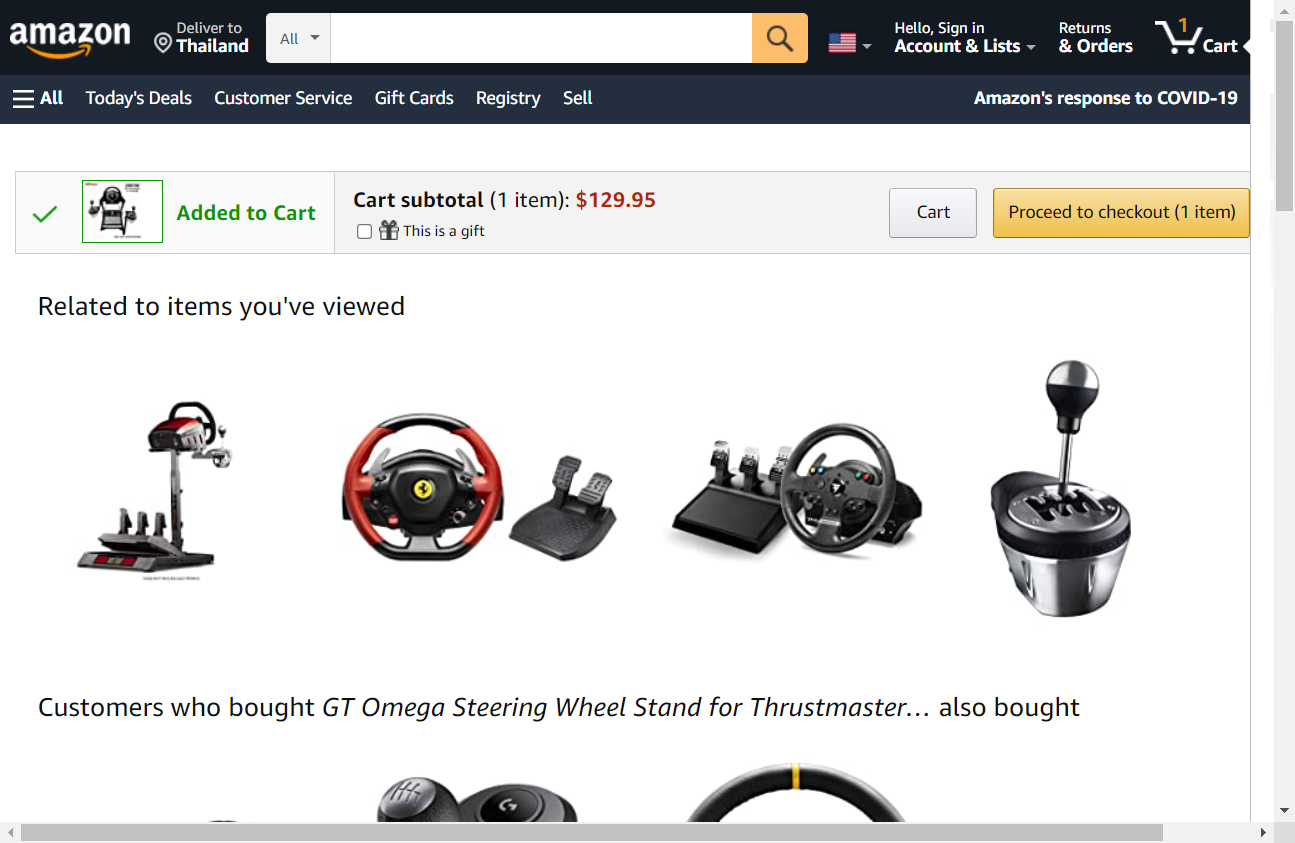 amazon
Deliver to
Thailand
All
Hello, Sign in
Account & Lists
Returns
& Orders
1
Cart
All
Today's Deals
Customer Service
Gift Cards
Registry
Sell
Amazon's response to COVID-19
Added to Cart
Cart subtotal (1 item): $129.95
This is a gift
Cart
Proceed to checkout (1 item)
Related to items you've viewed
Customers who bought GT Omega Steering Wheel Stand for Thrustmaster… also bought